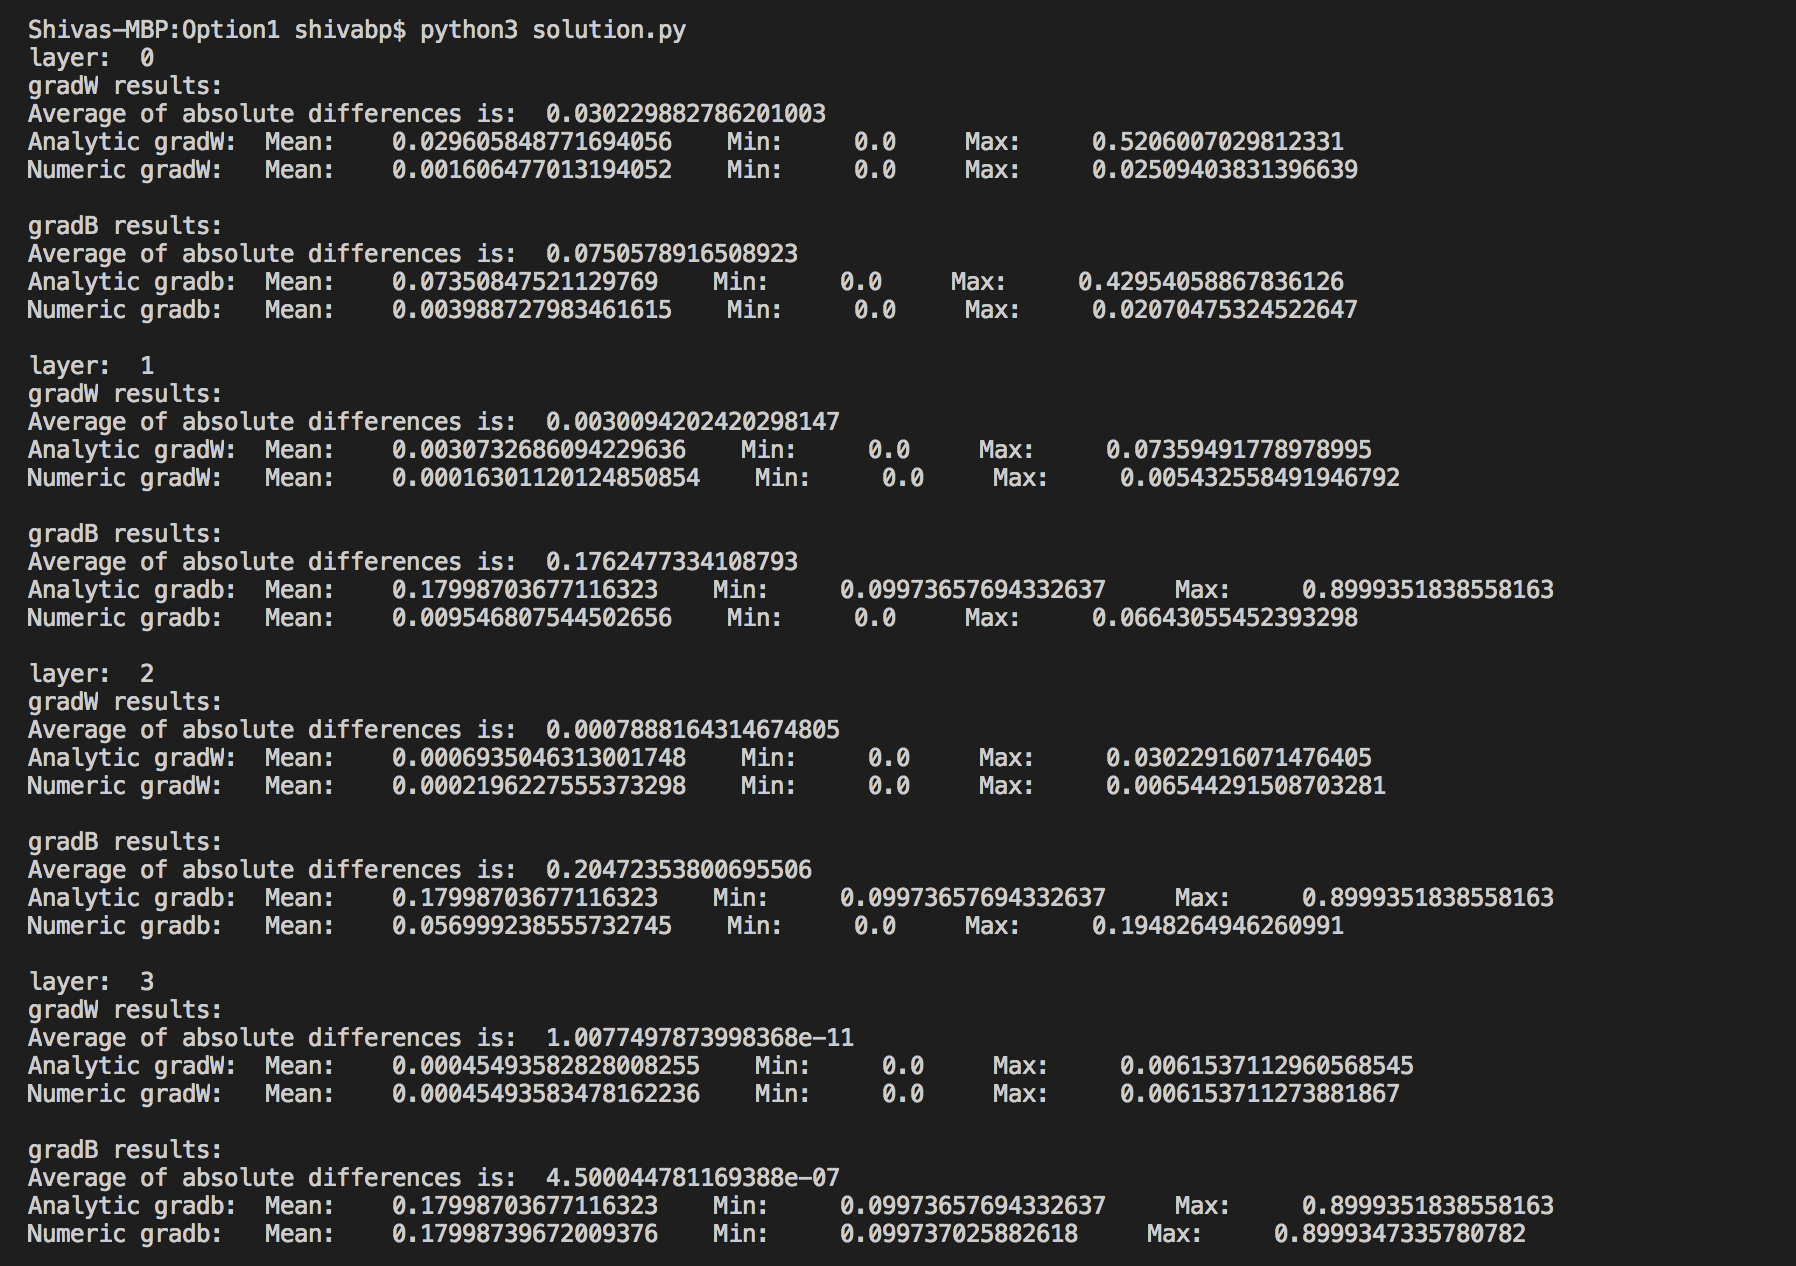 Shivas-MBP:Option1 shivabp$ python3 solution.py
layer:  0
gradW results:
Average of absolute differences is:  0.030229882786201003
Analytic gradW:  Mean:    0.029605848771694056    Min:     0.0     Max:     0.5206007029812331
Numeric gradW:   Mean:    0.001606477013194052    Min:     0.0     Max:     0.02509403831396639
gradB results:
Average of absolute differences is:  0.0750578916508923
Analytic gradb:  Mean:    0.07350847521129769    Min:     0.0     Max:     0.42954058867836126
Numeric gradb:   Mean:    0.003988727983461615    Min:     0.0     Max:     0.02070475324522647
layer:  1
gradW results:
Average of absolute differences is:  0.0030094202420298147
Analytic gradW:  Mean:    0.0030732686094229636    Min:     0.0     Max:     0.07359491778978995
Numeric gradW:   Mean:    0.00016301120124850854    Min:     0.0     Max:     0.005432558491946792
gradB results:
Average of absolute differences is:  0.1762477334108793
Analytic gradb:  Mean:    0.17998703677116323    Min:     0.09973657694332637     Max:     0.8999351838558163
Numeric gradb:   Mean:    0.009546807544502656    Min:     0.0     Max:     0.06643055452393298
layer:  2
gradW results:
Average of absolute differences is:  0.0007888164314674805
Analytic gradW:  Mean:    0.0006935046313001748    Min:     0.0     Max:     0.03022916071476405
Numeric gradW:   Mean:    0.0002196227555373298    Min:     0.0     Max:     0.006544291508703281
gradB results:
Average of absolute differences is:  0.20472353800695506
Analytic gradb:  Mean:    0.17998703677116323    Min:     0.09973657694332637     Max:     0.8999351838558163
Numeric gradb:   Mean:    0.056999238555732745    Min:     0.0     Max:     0.1948264946260991
layer:  3
gradW results:
Average of absolute differences is:  1.0077497873998368e-11
Analytic gradW:  Mean:    0.00045493582828008255    Min:     0.0     Max:     0.0061537112960568545
Numeric gradW:   Mean:    0.00045493583478162236    Min:     0.0     Max:     0.006153711273881867
gradB results:
Average of absolute differences is:  4.500044781169388e-07
Analytic gradb:  Mean:    0.17998703677116323    Min:     0.09973657694332637     Max:     0.8999351838558163
Numeric gradb:   Mean:    0.17998739672009376    Min:     0.099737025882618     Max:     0.8999347335780782